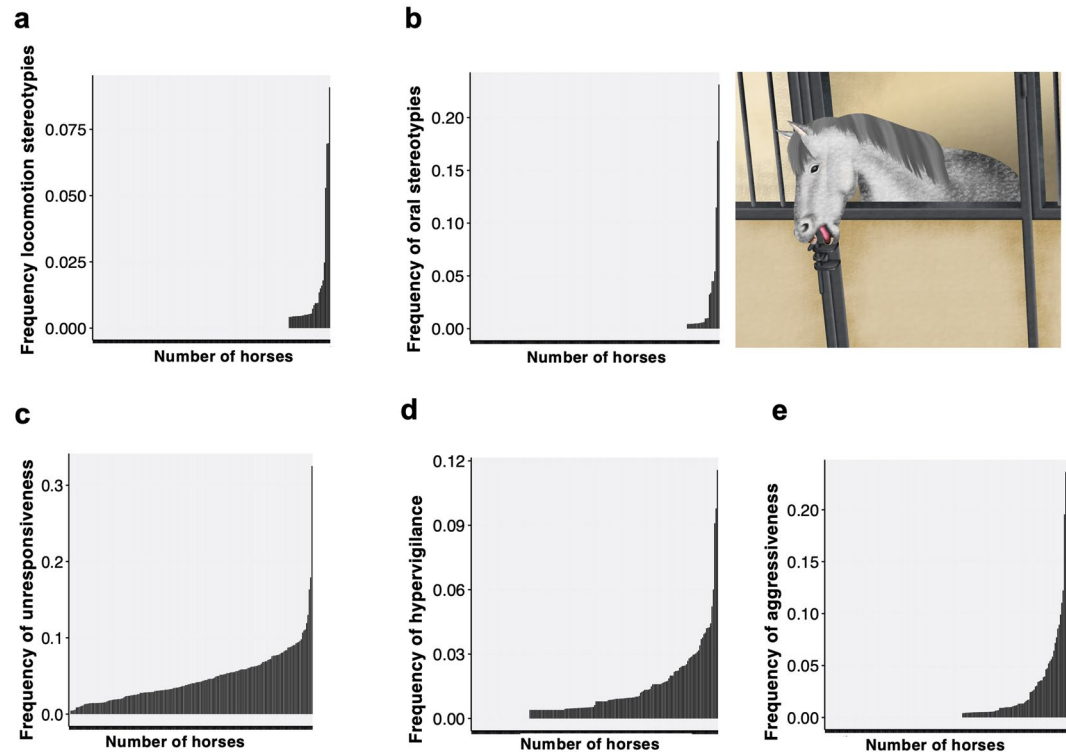 a
b
Frequency locomotion stereotypies
0.075
0.050
0.025
0.000
Number of horses
Frequency of oral stereotypies
0.20
0.15
0.10
0.05
0.00
Number of horses
c
d
e
Frequency of unresponsiveness
0.3
0.2
0.1
0.0
Number of horses
Frequency of hypervigilance
0.12
0.09
0.06
0.03
0.00
Number of horses
Frequency of aggressiveness
0.20
0.15
0.10
0.05
0.00
Number of horses